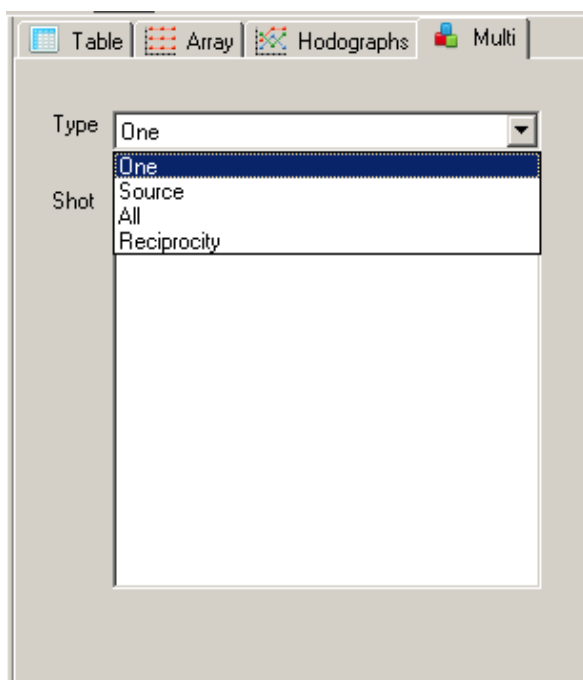 Table Array Hodographs Multi
Type One
One
Shot Source
All
Reciprocity